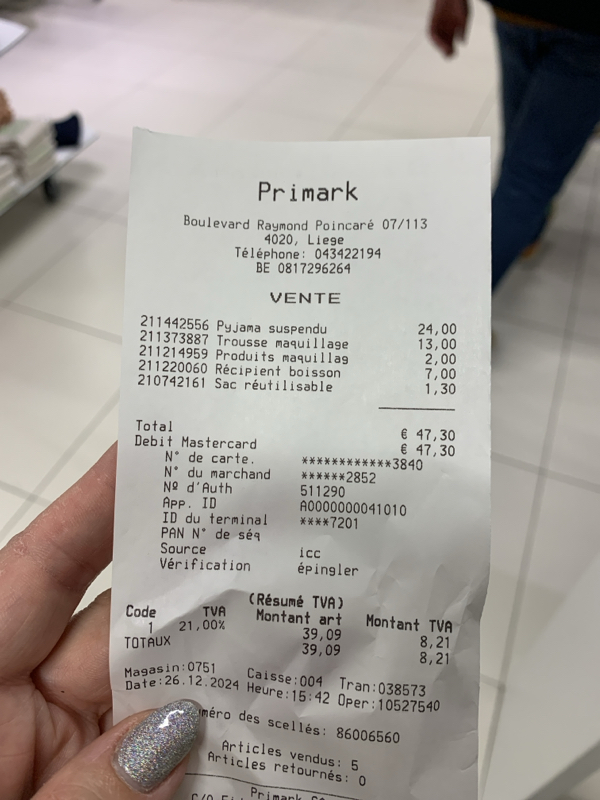 Primark
Boulevard Raymond Poincaré 07/113
4020, Liege
Téléphone: 043422194
BE 0817296264
VENTE
211442556 Pyjama suspendu 24,00
211373887 Trousse maquillage 13,00
211214959 Produits maquillag 2,00
211220060 Récipient boisson 7,00
210742161 Sac réutilisable 1,30
Total € 47,30
Debit Mastercard € 47,30
N° de carte. ************3840
N° du marchand ******2852
Nº d'Auth 511290
App. ID A0000000041010
ID du terminal ****7201
PAN N° de séq
Source icc
Vérification épingler
(Résumé TVA)
Code TVA Montant art Montant TVA
1 21,00% 39,09 8,21
TOTAUX 39,09 8,21
Magasin:0751 Caisse:004 Tran:038573
Date:26.12.2024 Heure:15:42 Oper:10527540
méro des scellés: 86006560
Articles vendus: 5
Articles retournés: 0
Primark
C/O